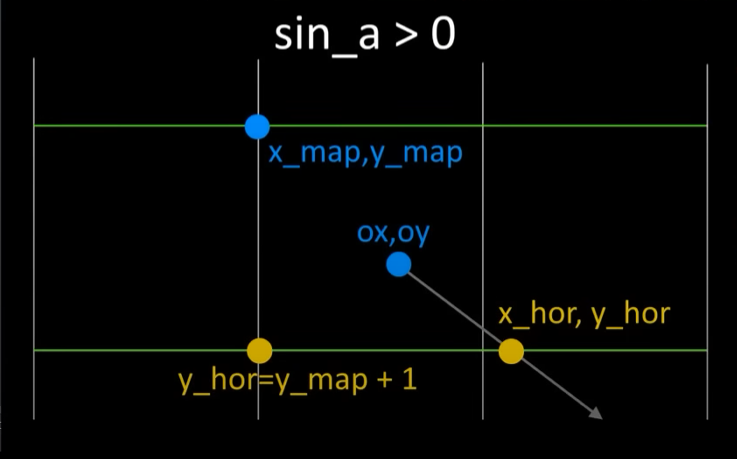 sin_a > 0
x_map,y_map
ox,oy
x_hor, y_hor
y_hor=y_map + 1